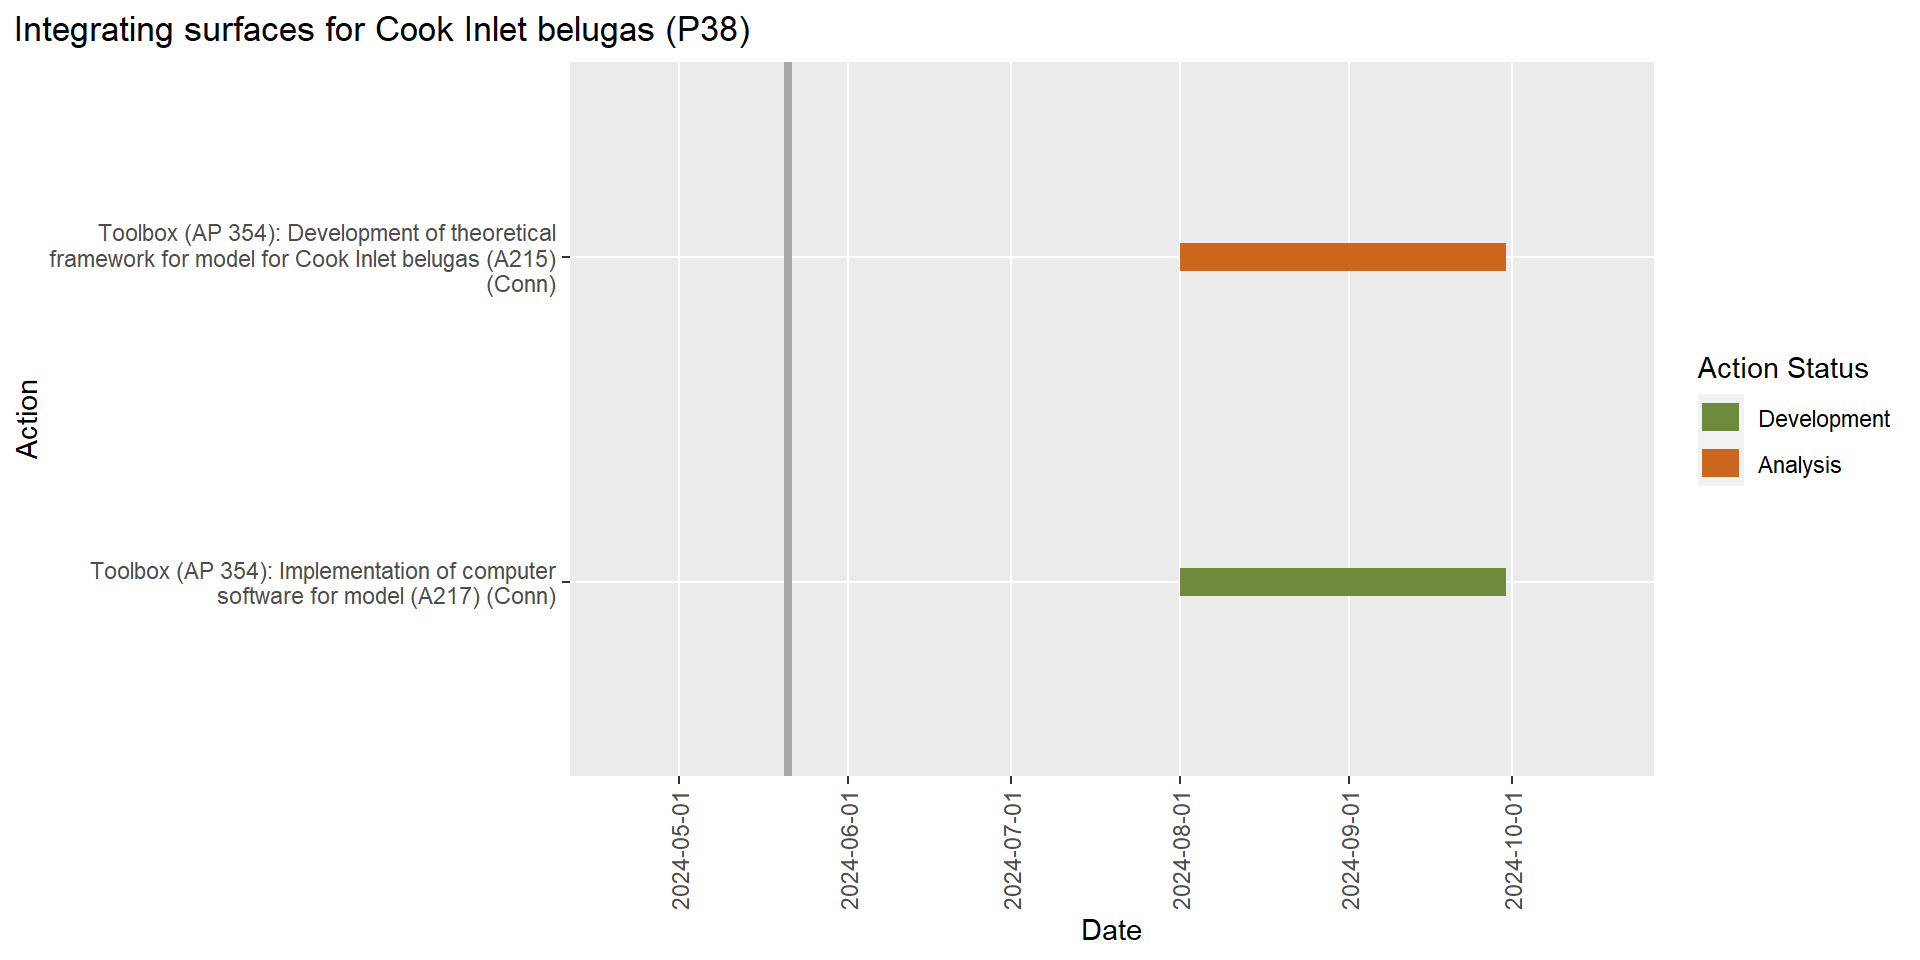 Integrating surfaces for Cook Inlet belugas (P38)
Action
Toolbox (AP 354): Development of theoretical
framework for model for Cook Inlet belugas (A215)
(Conn)
Toolbox (AP 354): Implementation of computer
software for model (A217) (Conn)
2024-05-01
2024-06-01
2024-07-01
2024-08-01
2024-09-01
2024-10-01
Date
Action Status
Development
Analysis